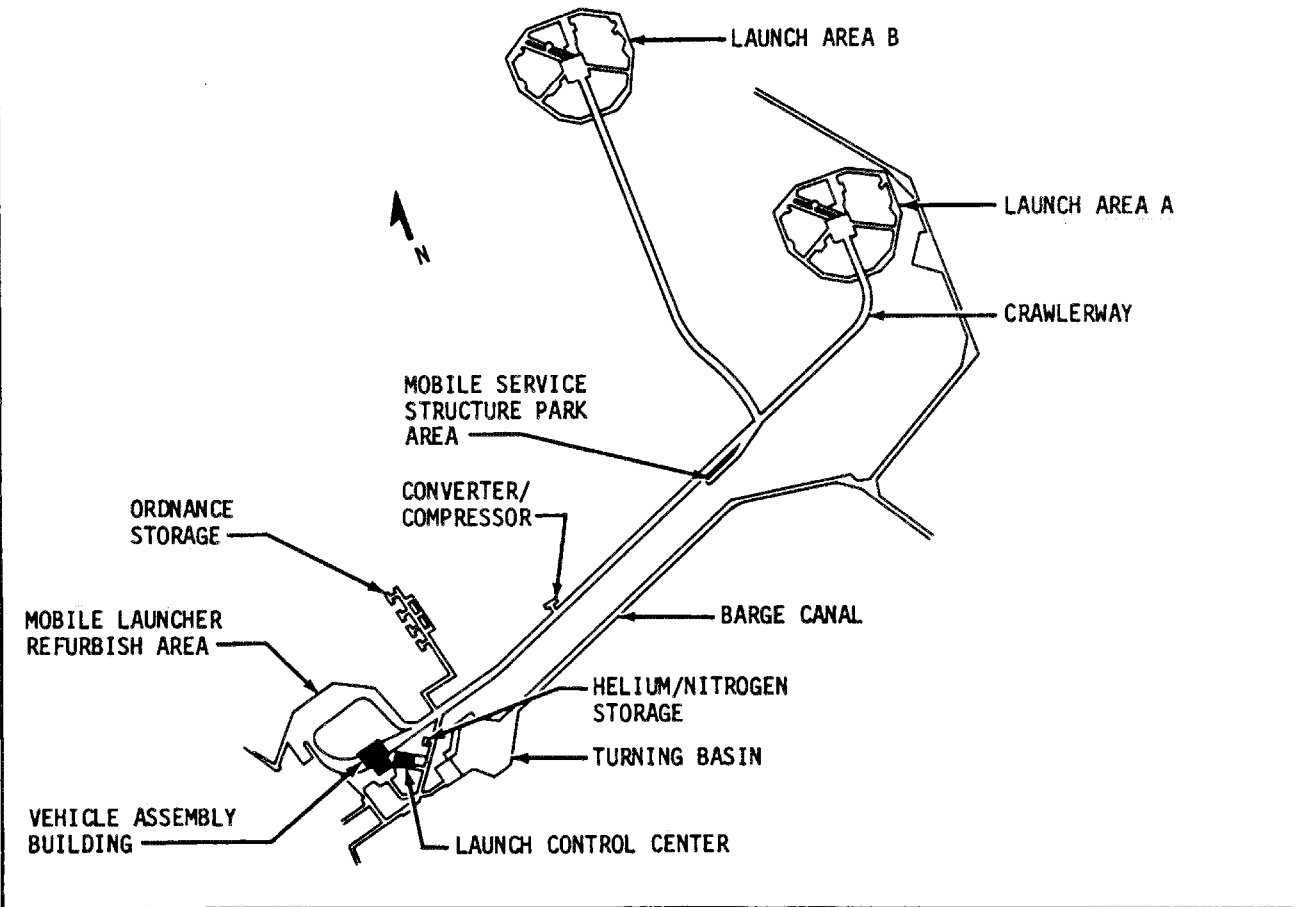 LAUNCH AREA B
LAUNCH AREA A
N
CRAWLERWAY
MOBILE SERVICE
STRUCTURE PARK
AREA
CONVERTER/
COMPRESSOR
ORDNANCE
STORAGE
MOBILE LAUNCHER
REFURBISH AREA
BARGE CANAL
HELIUM/NITROGEN
STORAGE
TURNING BASIN
VEHICLE ASSEMBLY
BUILDING
LAUNCH CONTROL CENTER